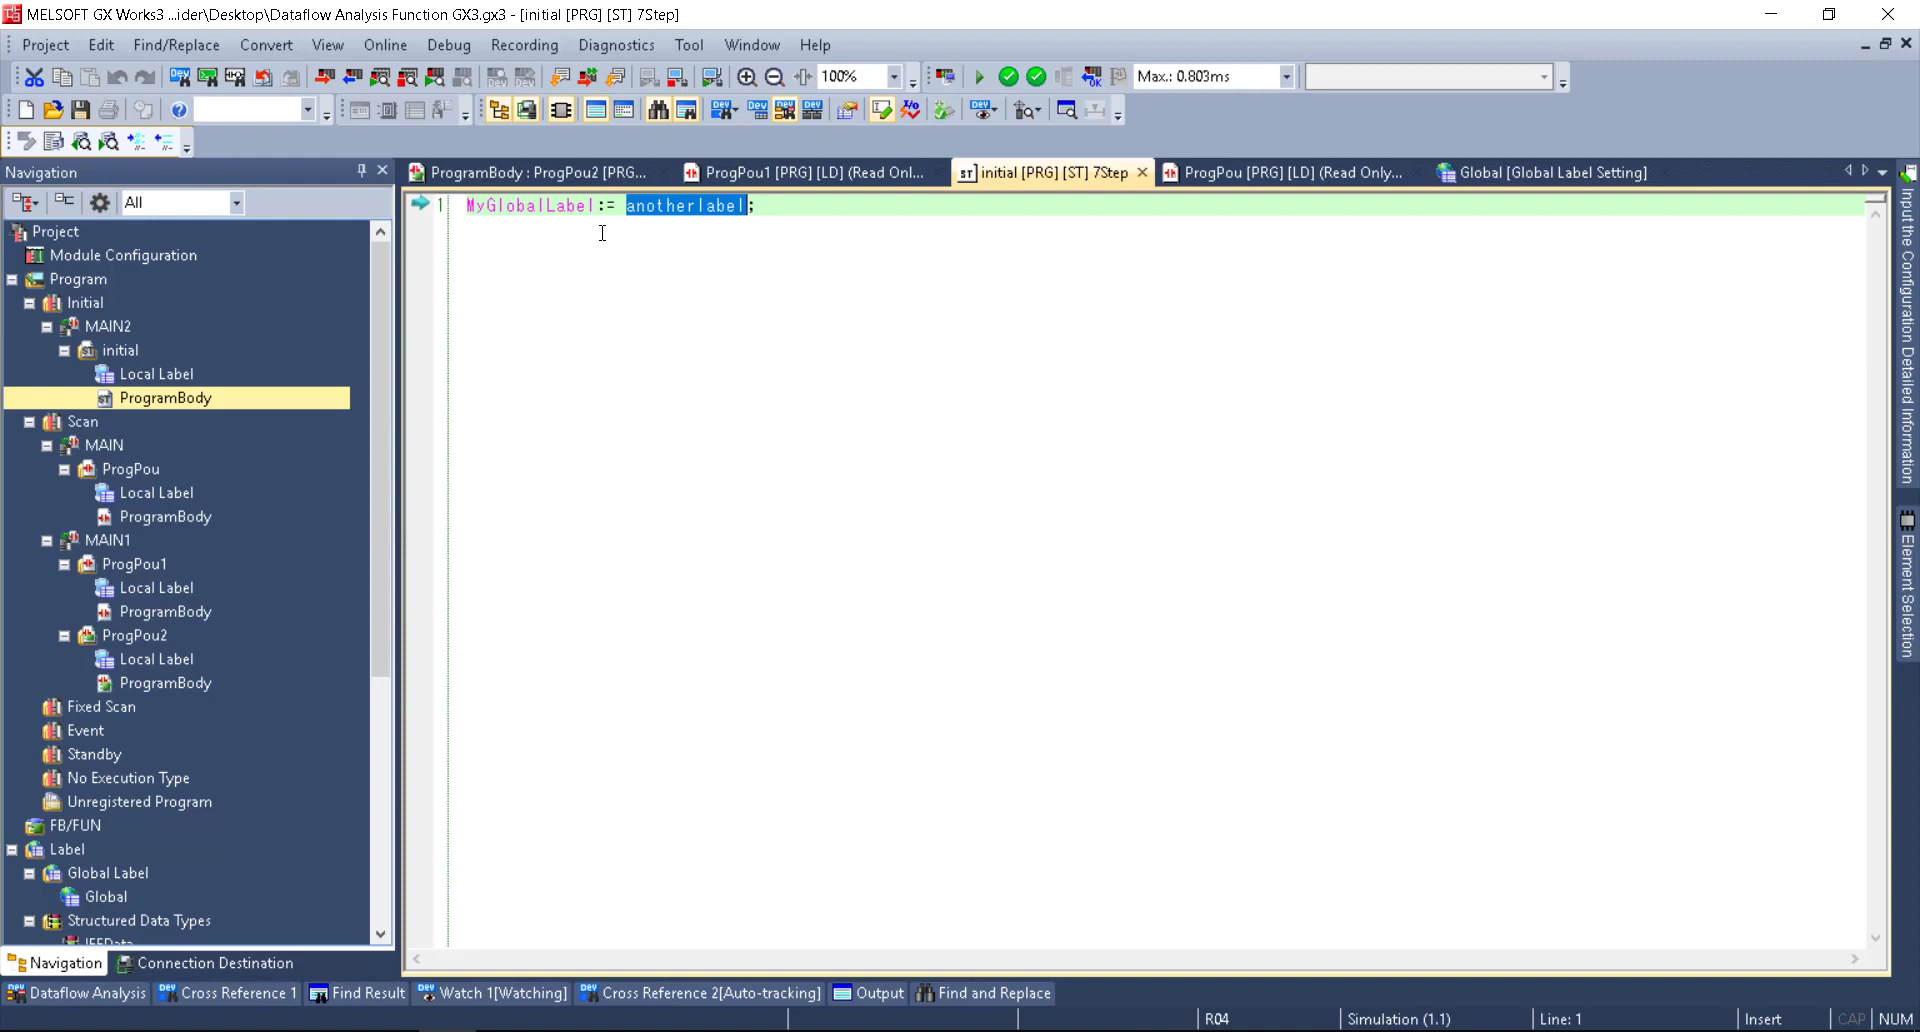 MELSOFT GX Works3 ...ider\Desktop\Dataflow Analysis Function GX3.gx3 - [initial [PRG] [ST] 7Step]
Project Edit Find/Replace Convert View Online Debug Recording Diagnostics Tool Window Help
100% Max.: 0.803ms
Navigation
ProgramBody : ProgPou2 [PRG... ProgPou1 [PRG] [LD] (Read Onl... initial [PRG] [ST] 7Step ProgPou [PRG] [LD] (Read Only... Global [Global Label Setting]
All
1 MyGlobalLabel:= anotherlabel;
Project
Module Configuration
Program
Initial
MAIN2
initial
Local Label
ProgramBody
Scan
MAIN
ProgPou
Local Label
ProgramBody
MAIN1
ProgPou1
Local Label
ProgramBody
ProgPou2
Local Label
ProgramBody
Fixed Scan
Event
Standby
No Execution Type
Unregistered Program
FB/FUN
Label
Global Label
Global
Structured Data Types
Input the Configuration Detailed Information
Element Selection
Navigation Connection Destination
Dataflow Analysis Cross Reference 1 Find Result Watch 1[Watching] Cross Reference 2[Auto-tracking] Output Find and Replace
R04 Simulation (1.1) Line: 1 Insert CAP NUM